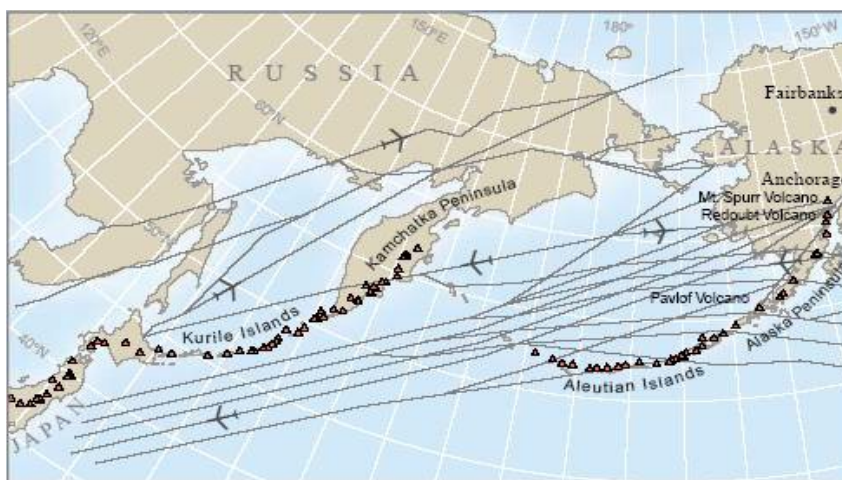 120°E
150°E
180°
150°W
RUSSIA
60°N
Fairbanks
ALASKA
Anchorage
Mt. Spurr Volcano
Redoubt Volcano
Kamchatka Peninsula
50°N
Pavlof Volcano
Alaska Peninsula
Kurile Islands
40°N
Aleutian Islands
JAPAN